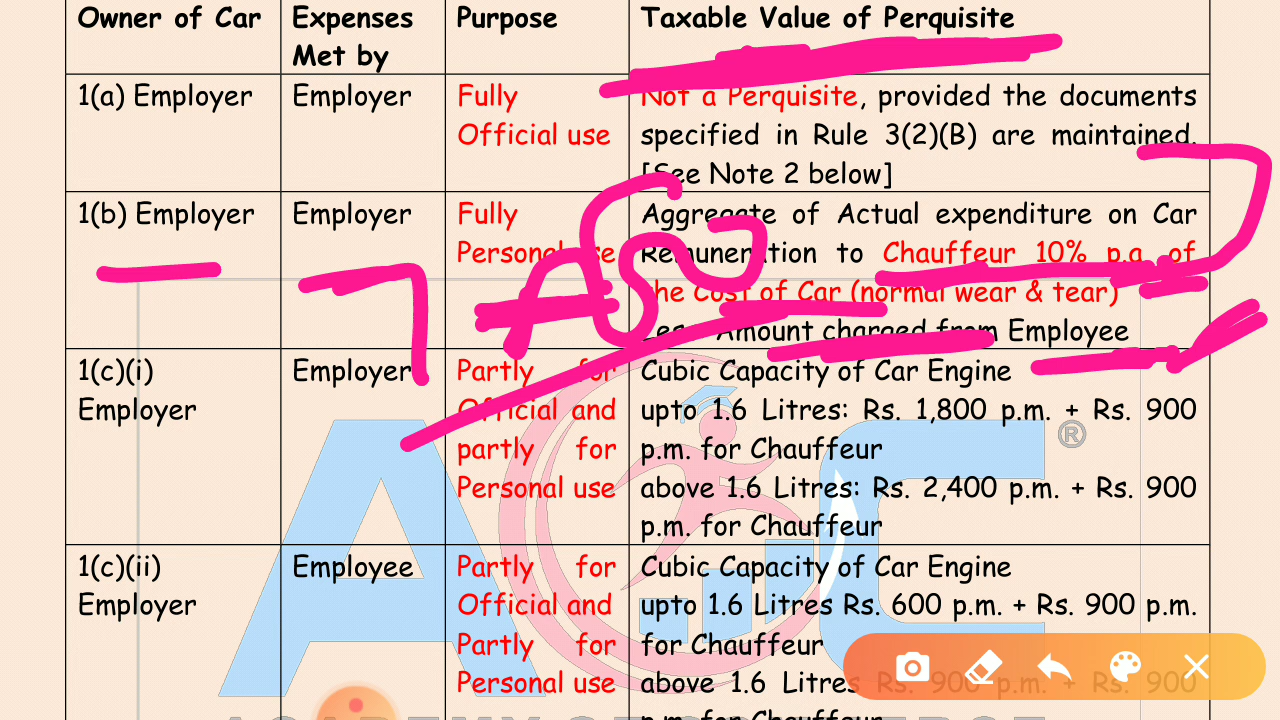 Owner of Car
Expenses
Met by
Purpose
Taxable Value of Perquisite
1(a) Employer
Employer
Fully
Official use
Not a Perquisite, provided the documents
specified in Rule 3(2)(B) are maintained.
[See Note 2 below]
1(b) Employer
Employer
Fully
Personal use
Aggregate of Actual expenditure on Car
Remuneration to Chauffeur 10% p.a. of
the Cost of Car (normal wear & tear)
Less: Amount charged from Employee
1(c)(i)
Employer
Employer
Partly for
Official and
partly for
Personal use
Cubic Capacity of Car Engine
upto 1.6 Litres: Rs. 1,800 p.m. + Rs. 900
p.m. for Chauffeur
above 1.6 Litres: Rs. 2,400 p.m. + Rs. 900
p.m. for Chauffeur
®
1(c)(ii)
Employer
Employee
Partly for
Official and
Partly for
Personal use
Cubic Capacity of Car Engine
upto 1.6 Litres Rs. 600 p.m. + Rs. 900 p.m.
for Chauffeur
above 1.6 Litres Rs. 900 p.m. + Rs. 900
p.m. for Chauffeur